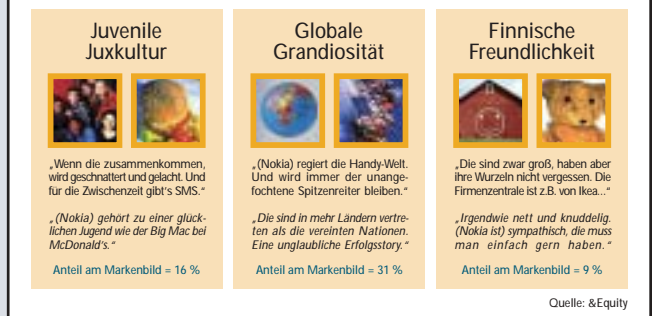 Juvenile
Juxkultur
„Wenn die zusammenkommen,
wird geschnattert und gelacht. Und
für die Zwischenzeit gibt's SMS.“
„(Nokia) gehört zu einer glück-
lichen Jugend wie der Big Mac bei
McDonald's.“
Anteil am Markenbild = 16 %
Globale
Grandiosität
„(Nokia) regiert die Handy-Welt.
Und wird immer der unange-
fochtene Spitzenreiter bleiben.“
„Die sind in mehr Ländern vertre-
ten als die vereinten Nationen.
Eine unglaubliche Erfolgsstory.“
Anteil am Markenbild = 31 %
Finnische
Freundlichkeit
„Die sind zwar groß, haben aber
ihre Wurzeln nicht vergessen. Die
Firmenzentrale ist z.B. von Ikea...“
„Irgendwie nett und knuddelig.
(Nokia ist) sympathisch, die muss
man einfach gern haben.“
Anteil am Markenbild = 9 %
Quelle: &Equity